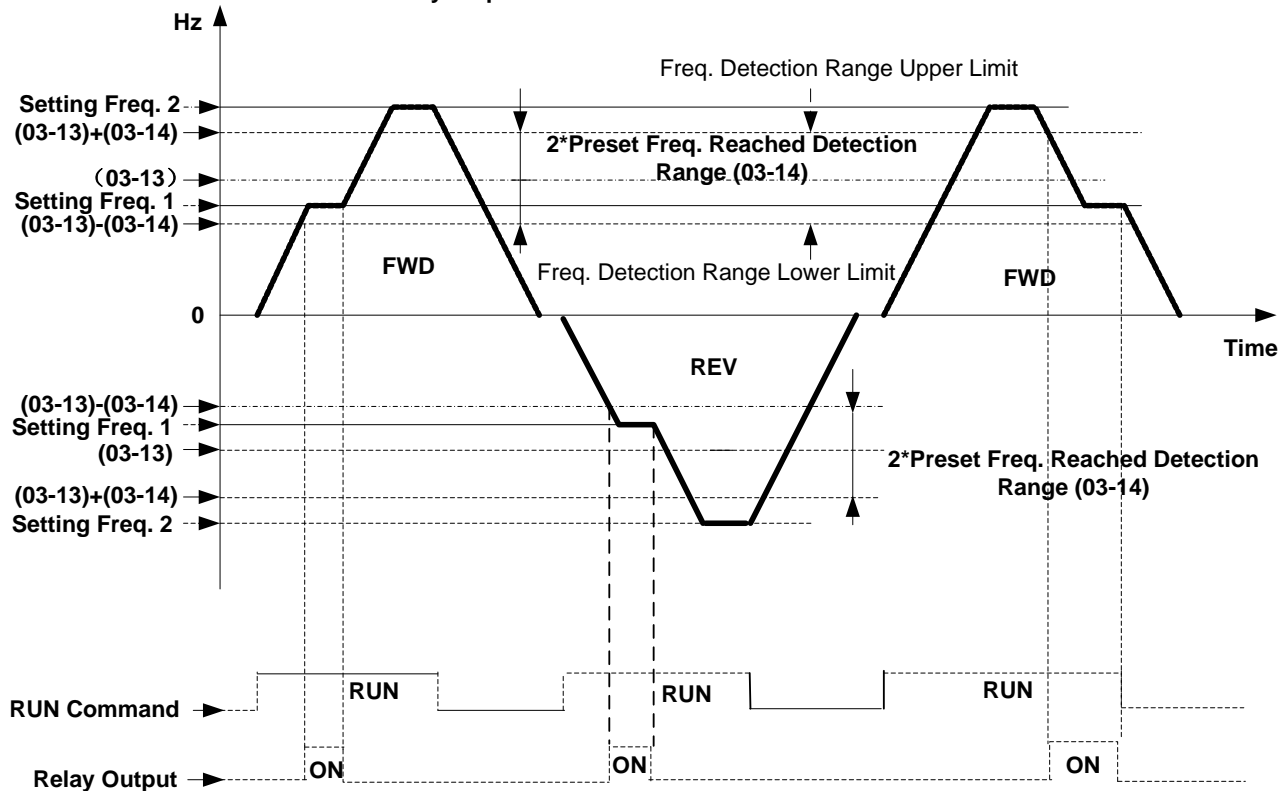 Hz
Freq. Detection Range Upper Limit
Setting Freq. 2
(03-13)+(03-14)
2*Preset Freq. Reached Detection
Range (03-14)
（03-13）
Setting Freq. 1
(03-13)-(03-14)
FWD
Freq. Detection Range Lower Limit
FWD
0
Time
REV
(03-13)-(03-14)
Setting Freq. 1
(03-13)
2*Preset Freq. Reached Detection
Range (03-14)
(03-13)+(03-14)
Setting Freq. 2
RUN Command
RUN
RUN
RUN
Relay Output
ON
ON
ON